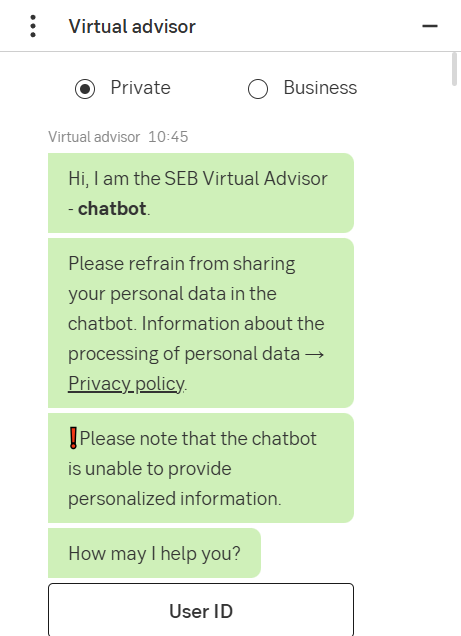 Virtual advisor
Private Business
Virtual advisor 10:45
Hi, I am the SEB Virtual Advisor
- chatbot.
Please refrain from sharing
your personal data in the
chatbot. Information about the
processing of personal data →
Privacy policy.
❗Please note that the chatbot
is unable to provide
personalized information.
How may I help you?
User ID